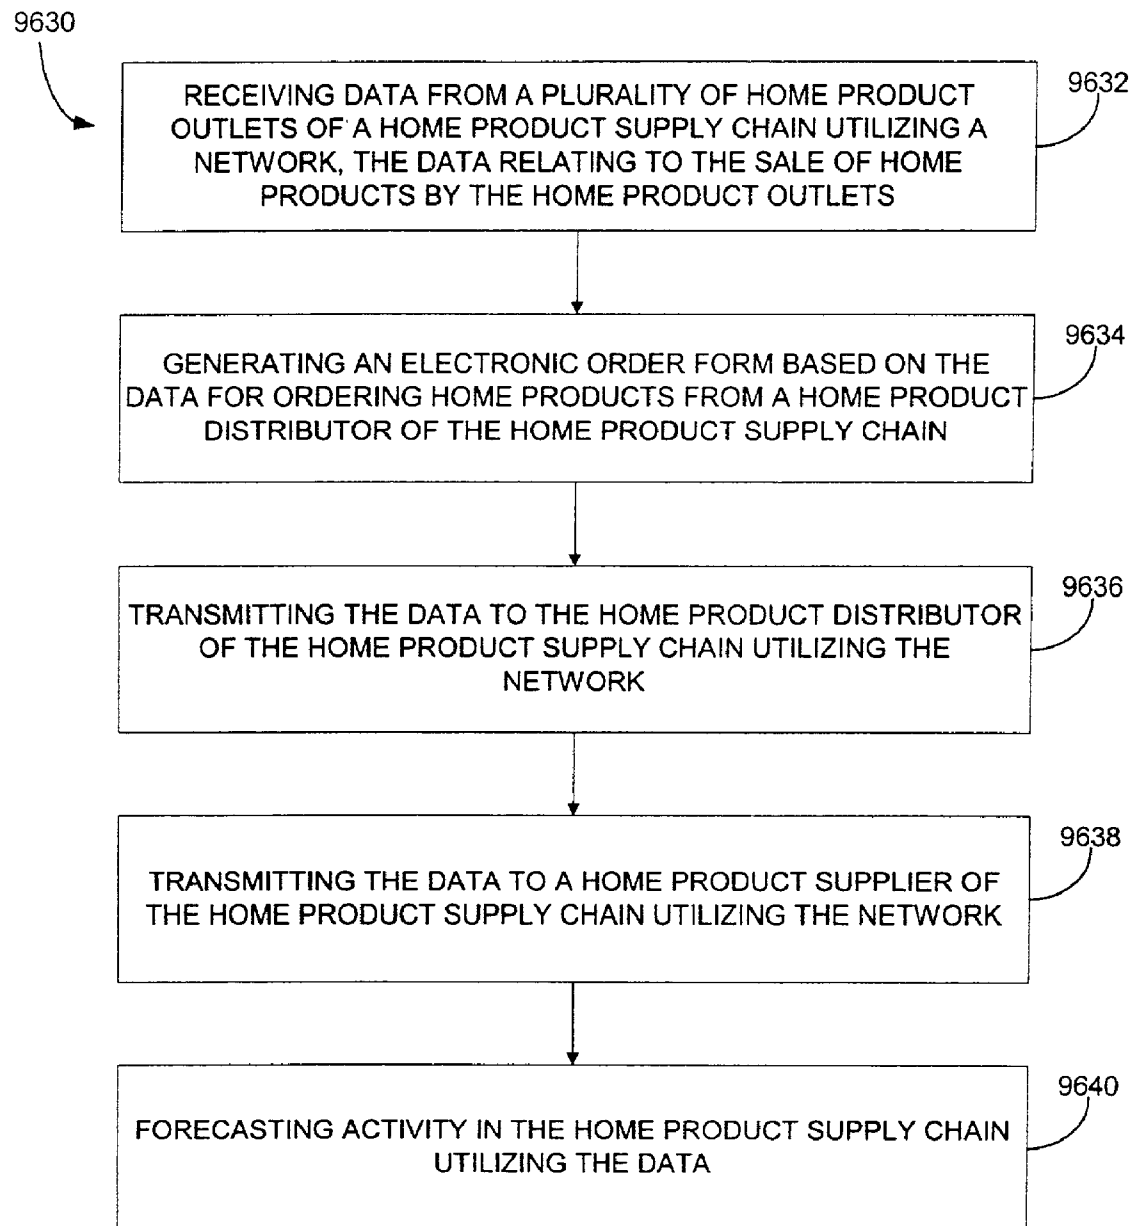 9630
RECEIVING DATA FROM A PLURALITY OF HOME PRODUCT
OUTLETS OF A HOME PRODUCT SUPPLY CHAIN UTILIZING A
NETWORK, THE DATA RELATING TO THE SALE OF HOME
PRODUCTS BY THE HOME PRODUCT OUTLETS
9632
GENERATING AN ELECTRONIC ORDER FORM BASED ON THE
DATA FOR ORDERING HOME PRODUCTS FROM A HOME PRODUCT
DISTRIBUTOR OF THE HOME PRODUCT SUPPLY CHAIN
9634
TRANSMITTING THE DATA TO THE HOME PRODUCT DISTRIBUTOR
OF THE HOME PRODUCT SUPPLY CHAIN UTILIZING THE
NETWORK
9636
TRANSMITTING THE DATA TO A HOME PRODUCT SUPPLIER OF
THE HOME PRODUCT SUPPLY CHAIN UTILIZING THE NETWORK
9638
FORECASTING ACTIVITY IN THE HOME PRODUCT SUPPLY CHAIN
UTILIZING THE DATA
9640